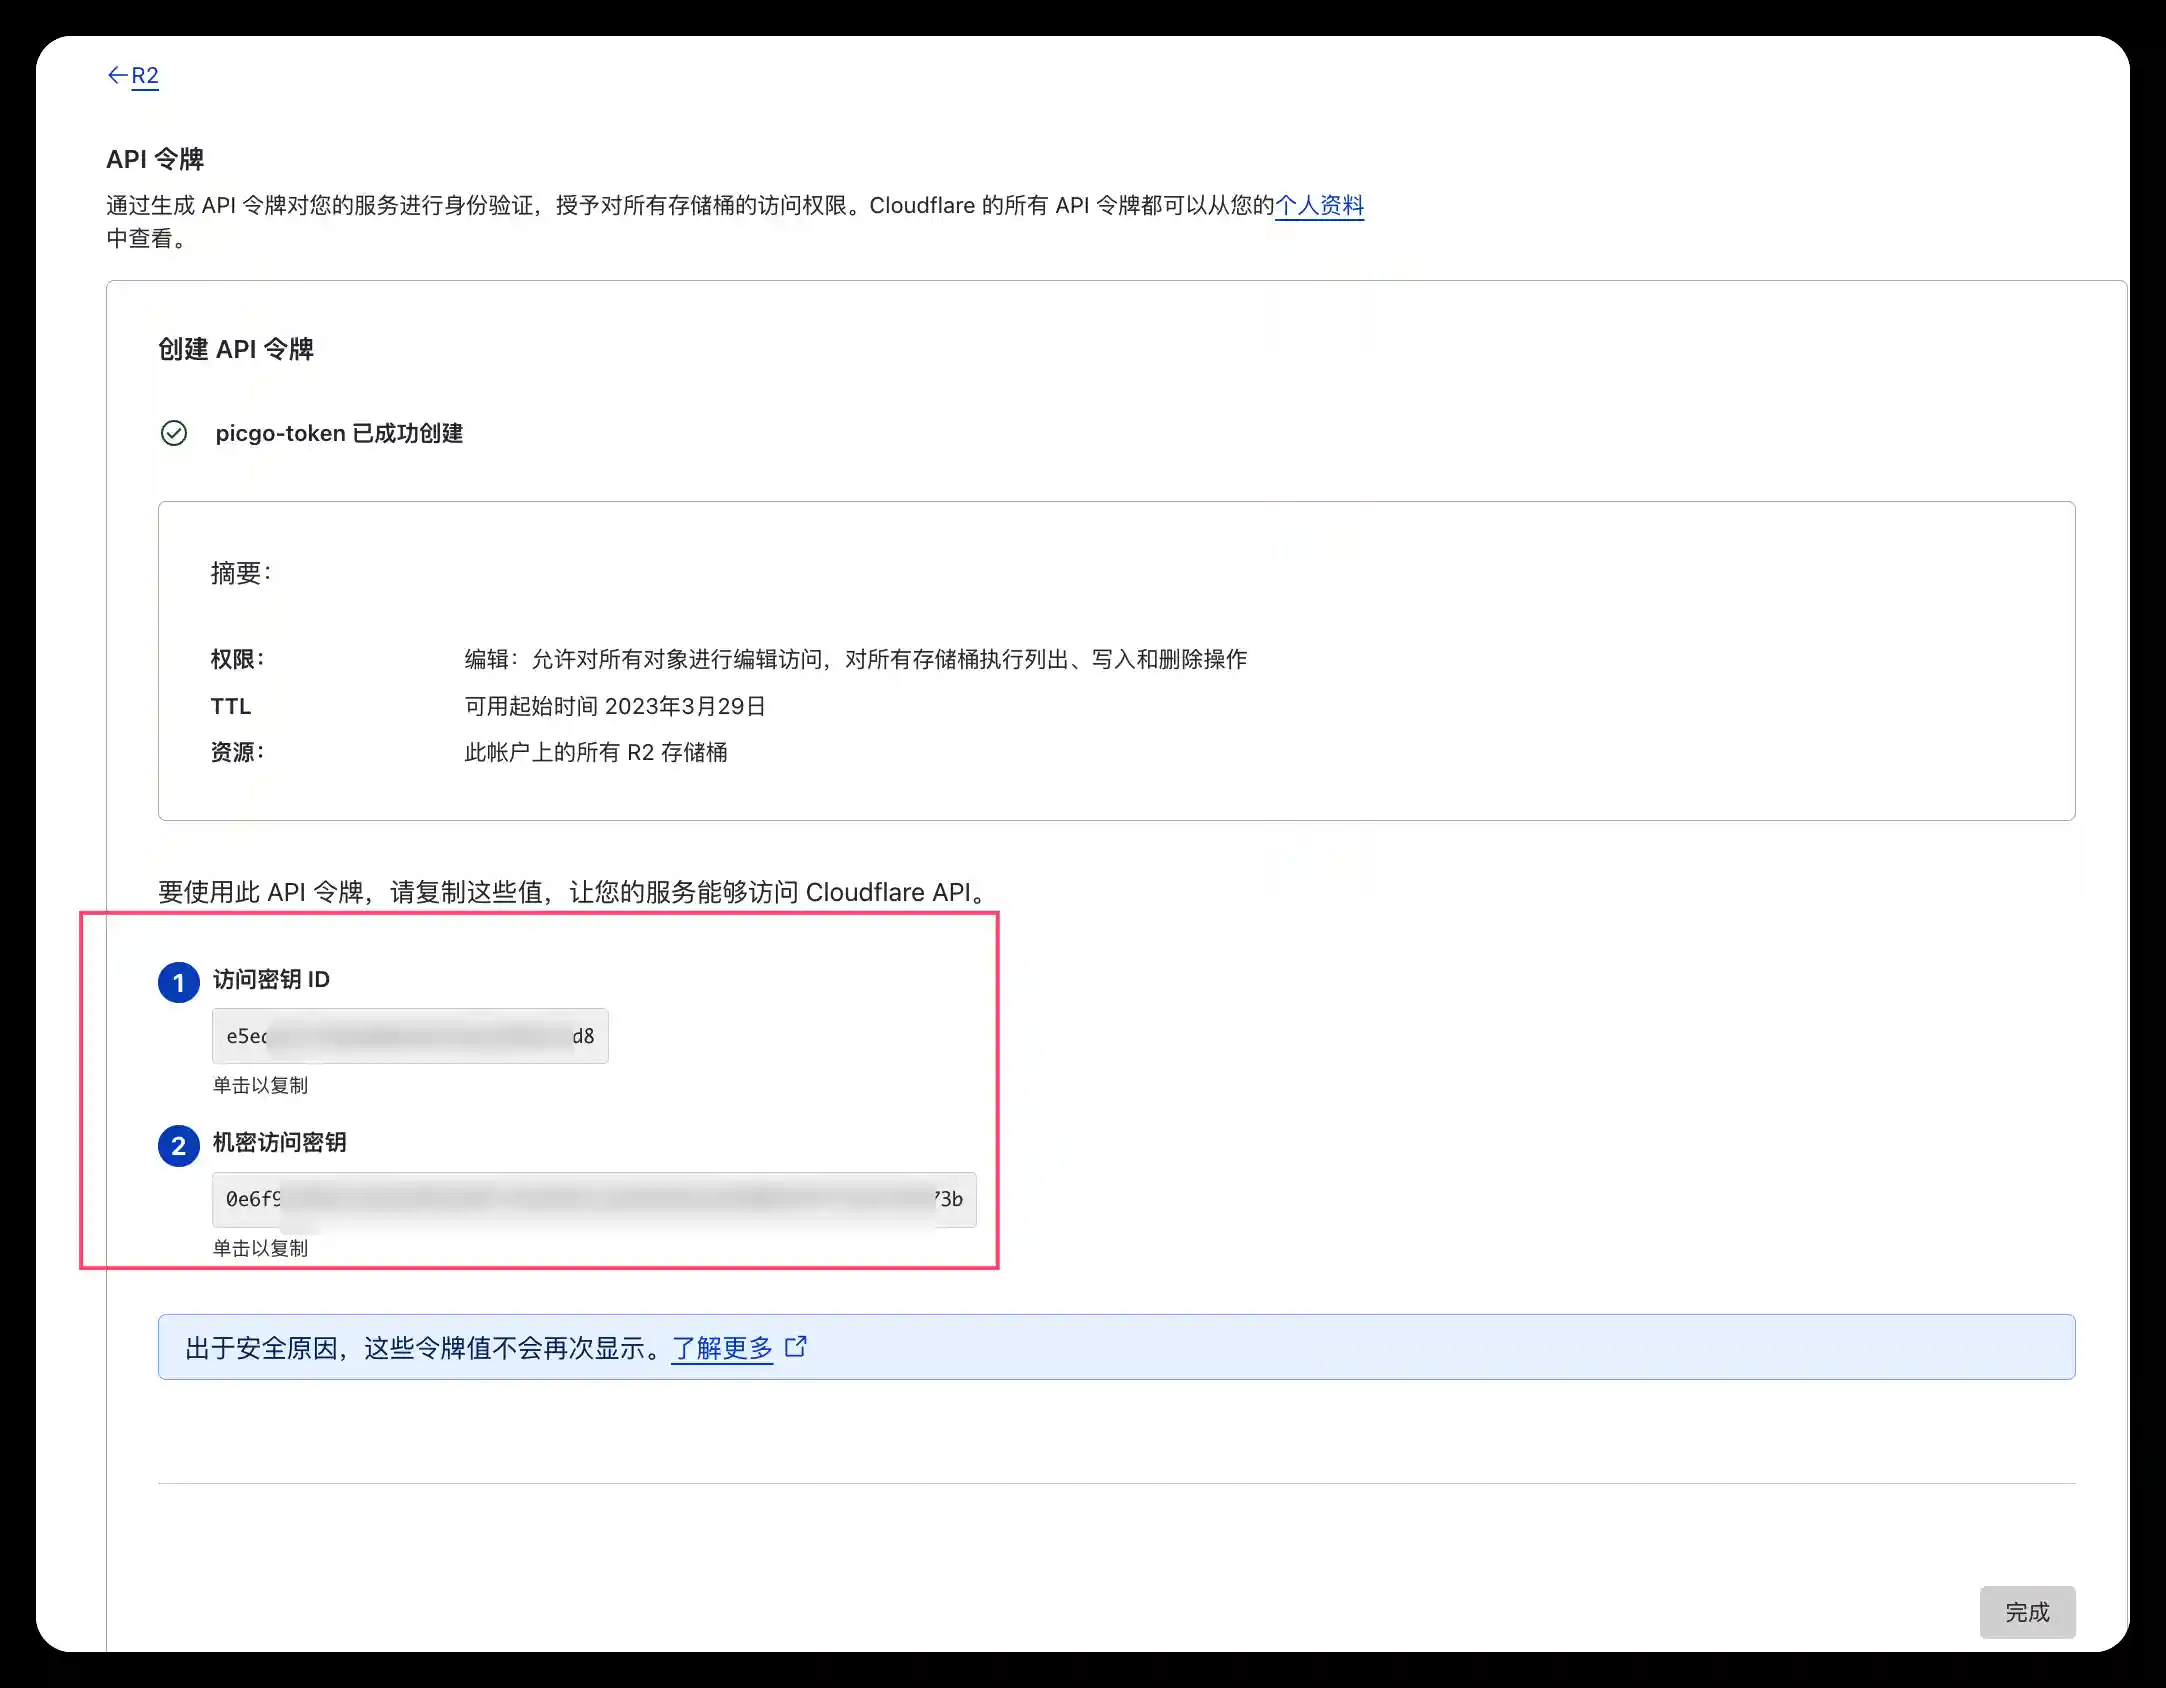 ←R2
API 令牌
通过生成 API 令牌对您的服务进行身份验证，授予对所有存储桶的访问权限。Cloudflare 的所有 API 令牌都可以从您的个人资料
中查看。
创建 API 令牌
picgo-token 已成功创建
摘要：
权限： 编辑：允许对所有对象进行编辑访问，对所有存储桶执行列出、写入和删除操作
TTL 可用起始时间 2023年3月29日
资源： 此帐户上的所有 R2 存储桶
要使用此 API 令牌，请复制这些值，让您的服务能够访问 Cloudflare API。
1 访问密钥 ID
e5e d8
单击以复制
2 机密访问密钥
0e6f9 3b
单击以复制
出于安全原因，这些令牌值不会再次显示。了解更多
完成